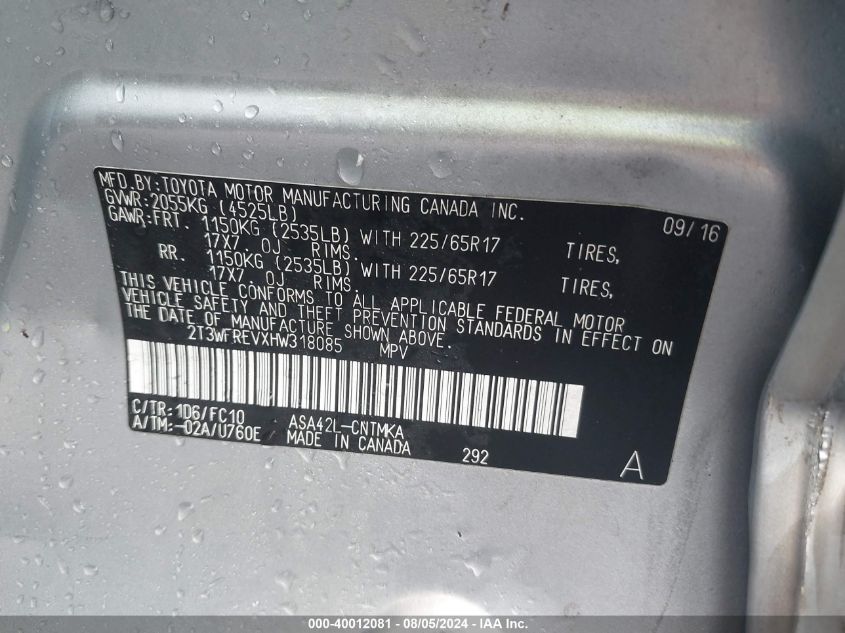 MFD.BY:TOYOTA MOTOR MANUFACTURING CANADA INC.
GVWR:2055KG (4525LB) 09/16
GAWR:FRT. 1150KG (2535LB) WITH 225/65R17 TIRES,
17X7.0J RIMS.
RR. 1150KG (2535LB) WITH 225/65R17 TIRES,
17X7.0J RIMS.
THIS VEHICLE CONFORMS TO ALL APPLICABLE FEDERAL MOTOR
VEHICLE SAFETY AND THEFT PREVENTION STANDARDS IN EFFECT ON
THE DATE OF MANUFACTURE SHOWN ABOVE.
2T3WFREVXHW318085 MPV
C/TR:1D6/FC10 ASA42L-CNTMKA
A/TM:-02A/U760E MADE IN CANADA 292 A
000-40012081 - 08/05/2024 - IAA Inc.